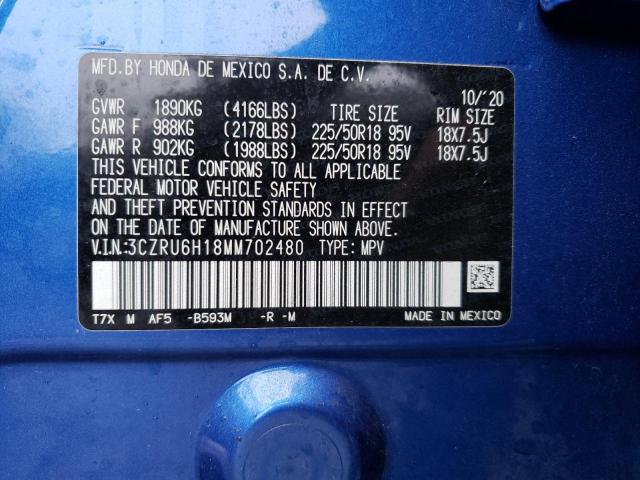 MFD. BY HONDA DE MEXICO S.A. DE C.V.
10/'20
GVWR 1890KG (4166LBS) TIRE SIZE RIM SIZE
GAWR F 988KG (2178LBS) 225/50R18 95V 18X7.5J
GAWR R 902KG (1988LBS) 225/50R18 95V 18X7.5J
THIS VEHICLE CONFORMS TO ALL APPLICABLE
FEDERAL MOTOR VEHICLE SAFETY
AND THEFT PREVENTION STANDARDS IN EFFECT
ON THE DATE OF MANUFACTURE SHOWN ABOVE.
V.I.N.:3CZRU6H18MM702480 TYPE: MPV
T7X M AF5 -B593M -R -M MADE IN MEXICO